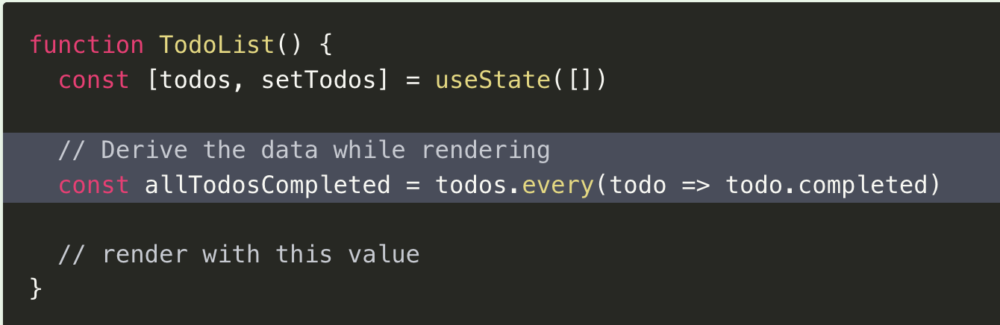 function TodoList() {
  const [todos, setTodos] = useState([])
  // Derive the data while rendering
  const allTodosCompleted = todos.every(todo => todo.completed)
  // render with this value
}